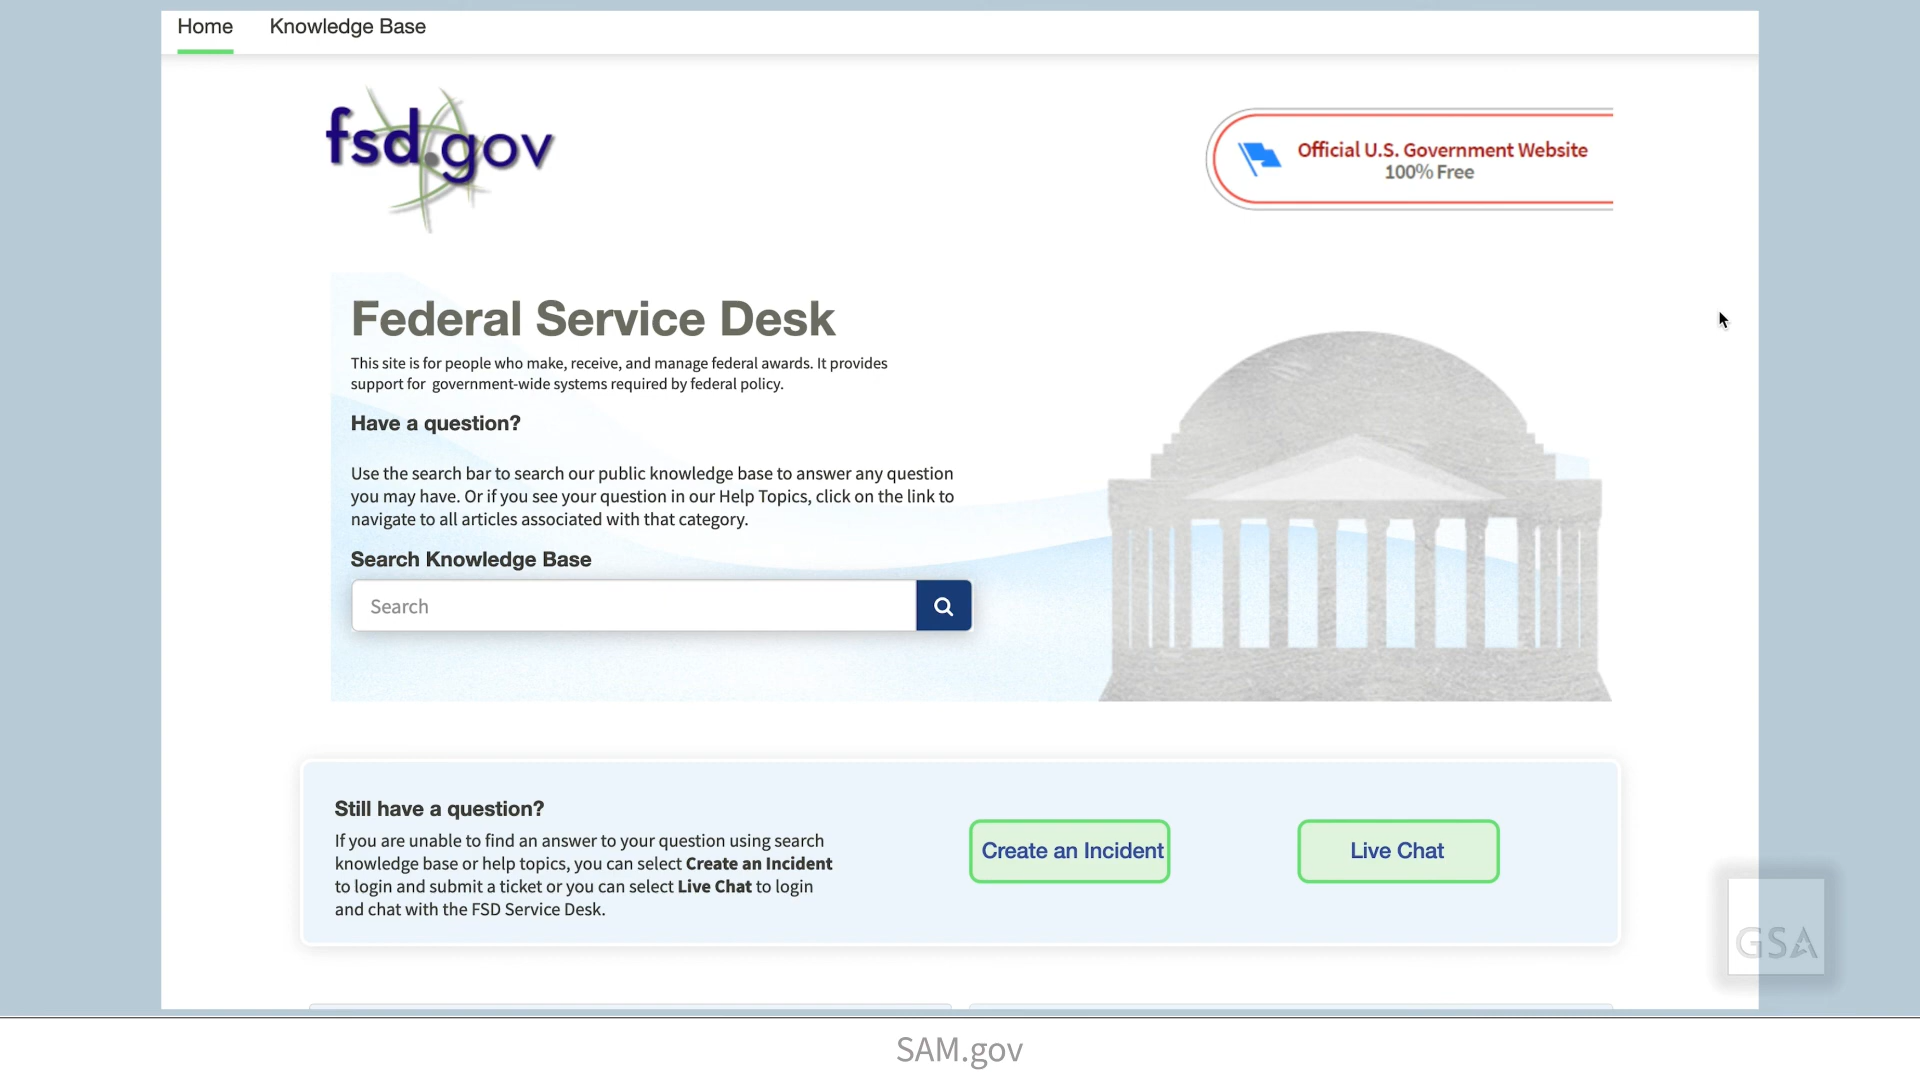 Home Knowledge Base
fsd.gov
Official U.S. Government Website
100% Free
Federal Service Desk
This site is for people who make, receive, and manage federal awards. It provides
support for government-wide systems required by federal policy.
Have a question?
Use the search bar to search our public knowledge base to answer any question
you may have. Or if you see your question in our Help Topics, click on the link to
navigate to all articles associated with that category.
Search Knowledge Base
Search
Still have a question?
If you are unable to find an answer to your question using search
knowledge base or help topics, you can select Create an Incident
to login and submit a ticket or you can select Live Chat to login
and chat with the FSD Service Desk.
Create an Incident
Live Chat
GSA
SAM.gov